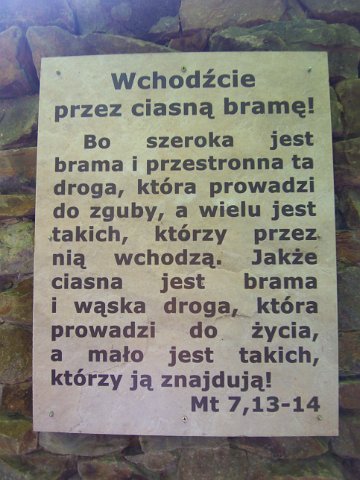 Wchodźcie
przez ciasną bramę!
Bo szeroka jest
brama i przestronna ta
droga, która prowadzi
do zguby, a wielu jest
takich, którzy przez
nią wchodzą. Jakże
ciasna jest brama
i wąska droga, która
prowadzi do życia,
a mało jest takich,
którzy ją znajdują!
Mt 7,13-14